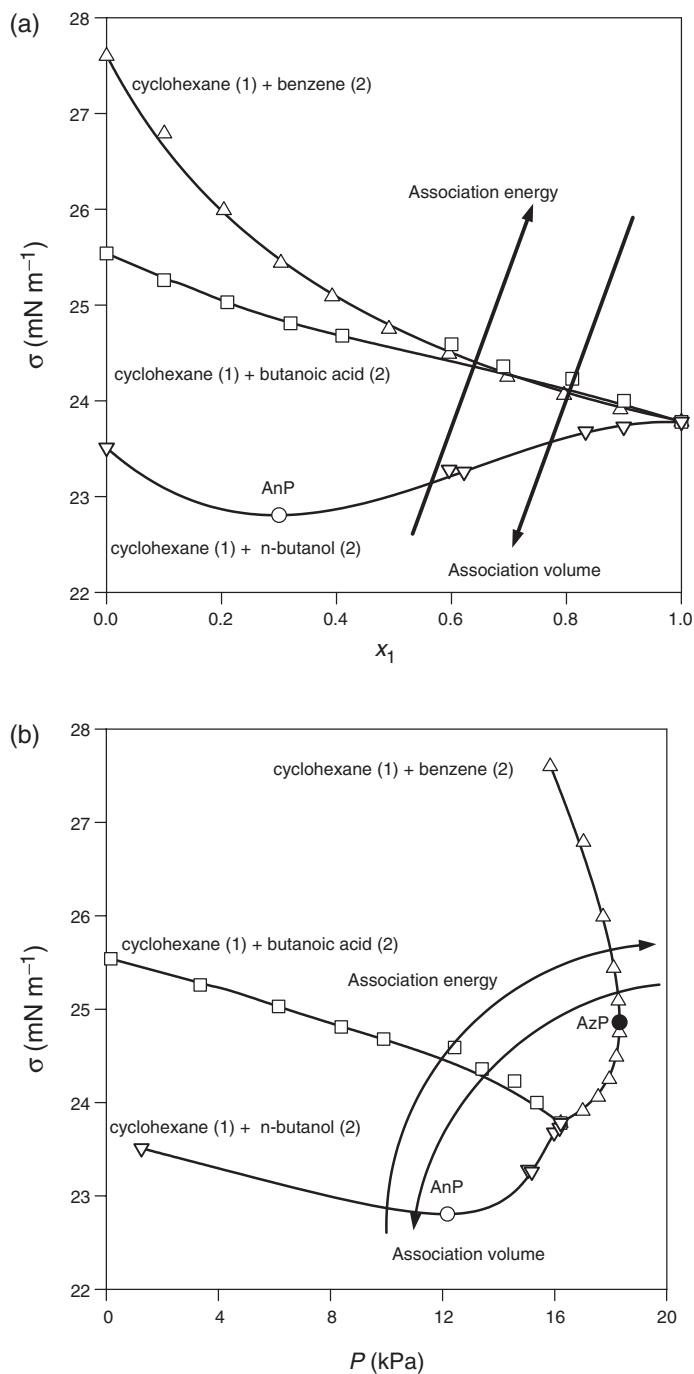 (a)
28
27
26
25
24
23
22
σ (mN m⁻¹)
cyclohexane (1) + benzene (2)
Association energy
cyclohexane (1) + butanoic acid (2)
AnP
cyclohexane (1) + n-butanol (2)
Association volume
0.0 0.2 0.4 0.6 0.8 1.0
x₁
(b)
28
27
26
25
24
23
22
σ (mN m⁻¹)
cyclohexane (1) + benzene (2)
cyclohexane (1) + butanoic acid (2)
Association energy
AzP
cyclohexane (1) + n-butanol (2)
AnP
Association volume
0 4 8 12 16 20
P (kPa)